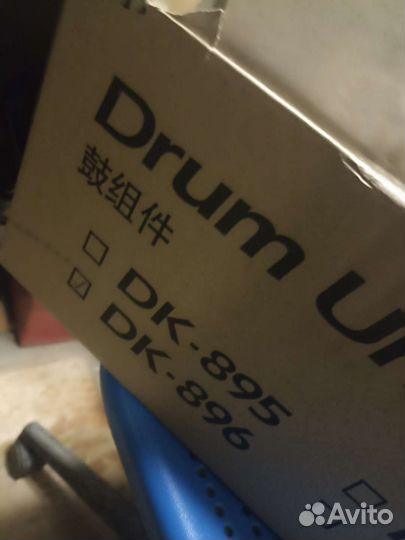 Drum
鼓组件
☐ DK-895
☑ DK-896
Avito